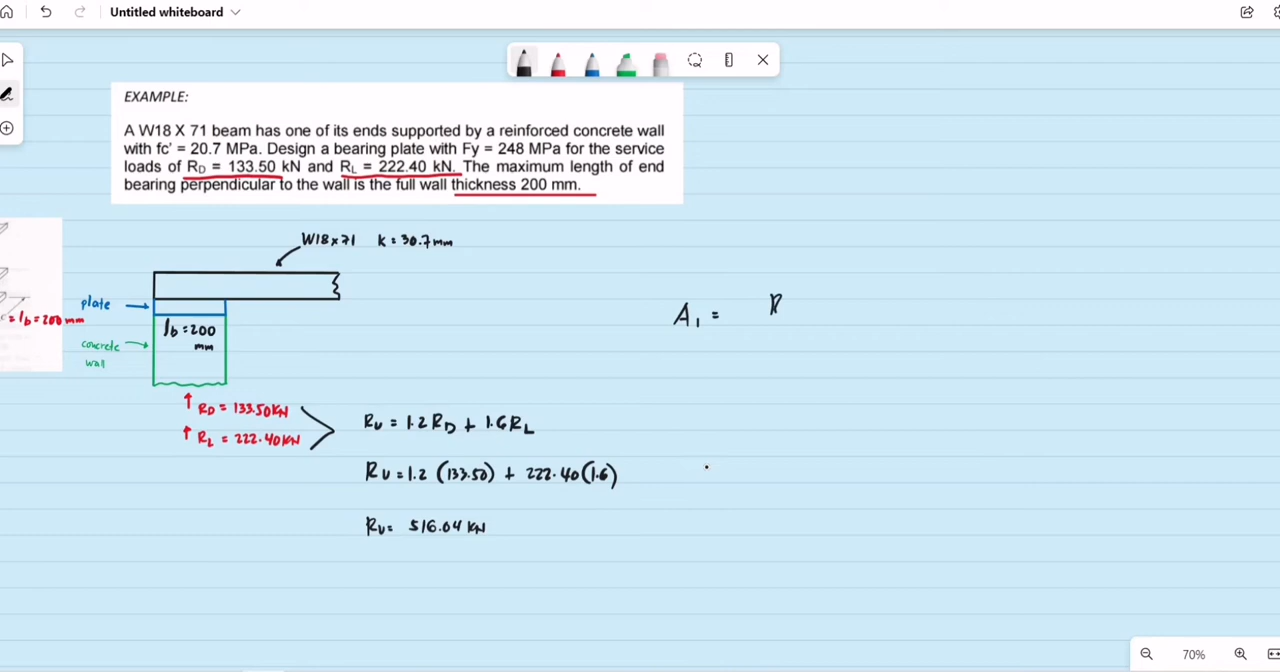 Untitled whiteboard
EXAMPLE:
A W18 X 71 beam has one of its ends supported by a reinforced concrete wall
with fc' = 20.7 MPa. Design a bearing plate with Fy = 248 MPa for the service
loads of RD = 133.50 kN and RL = 222.40 kN. The maximum length of end
bearing perpendicular to the wall is the full wall thickness 200 mm.
W18x71 k = 30.7mm
plate
= lb = 200 mm
lb = 200
mm
concrete
wall
A1 = R
RD = 133.50KN
RL = 222.40KN
Ru = 1.2 RD + 1.6RL
Ru = 1.2 (133.50) + 222.40(1.6)
Ru = 516.04 KN
70%